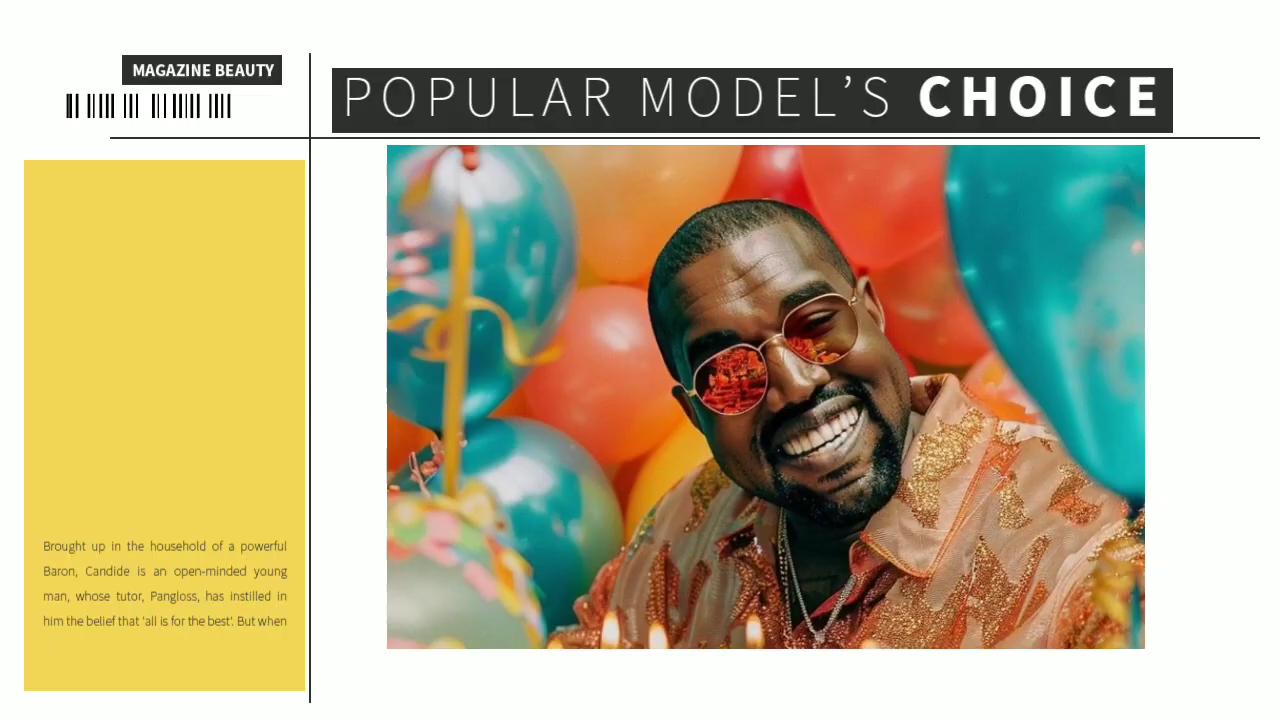 MAGAZINE BEAUTY
POPULAR MODEL’S CHOICE
Brought up in the household of a powerful
Baron, Candide is an open-minded young
man, whose tutor, Pangloss, has instilled in
him the belief that ‘all is for the best’. But when